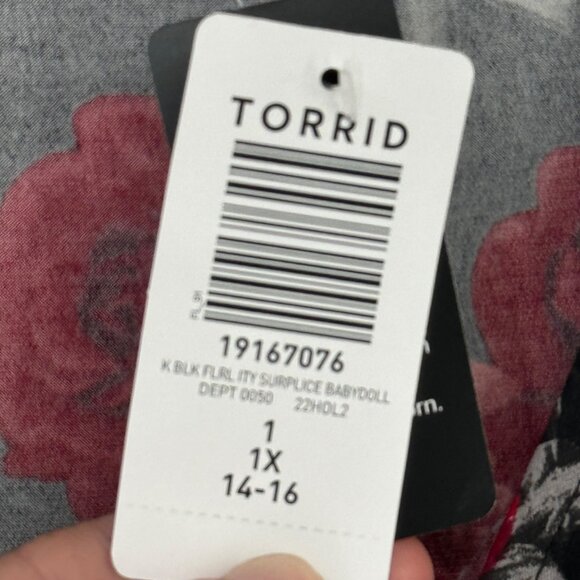 TORRID
19167076
K BLK FLRL ITY SURPLICE BABYDOLL
DEPT 0050 22HOL2
1
1X
14-16